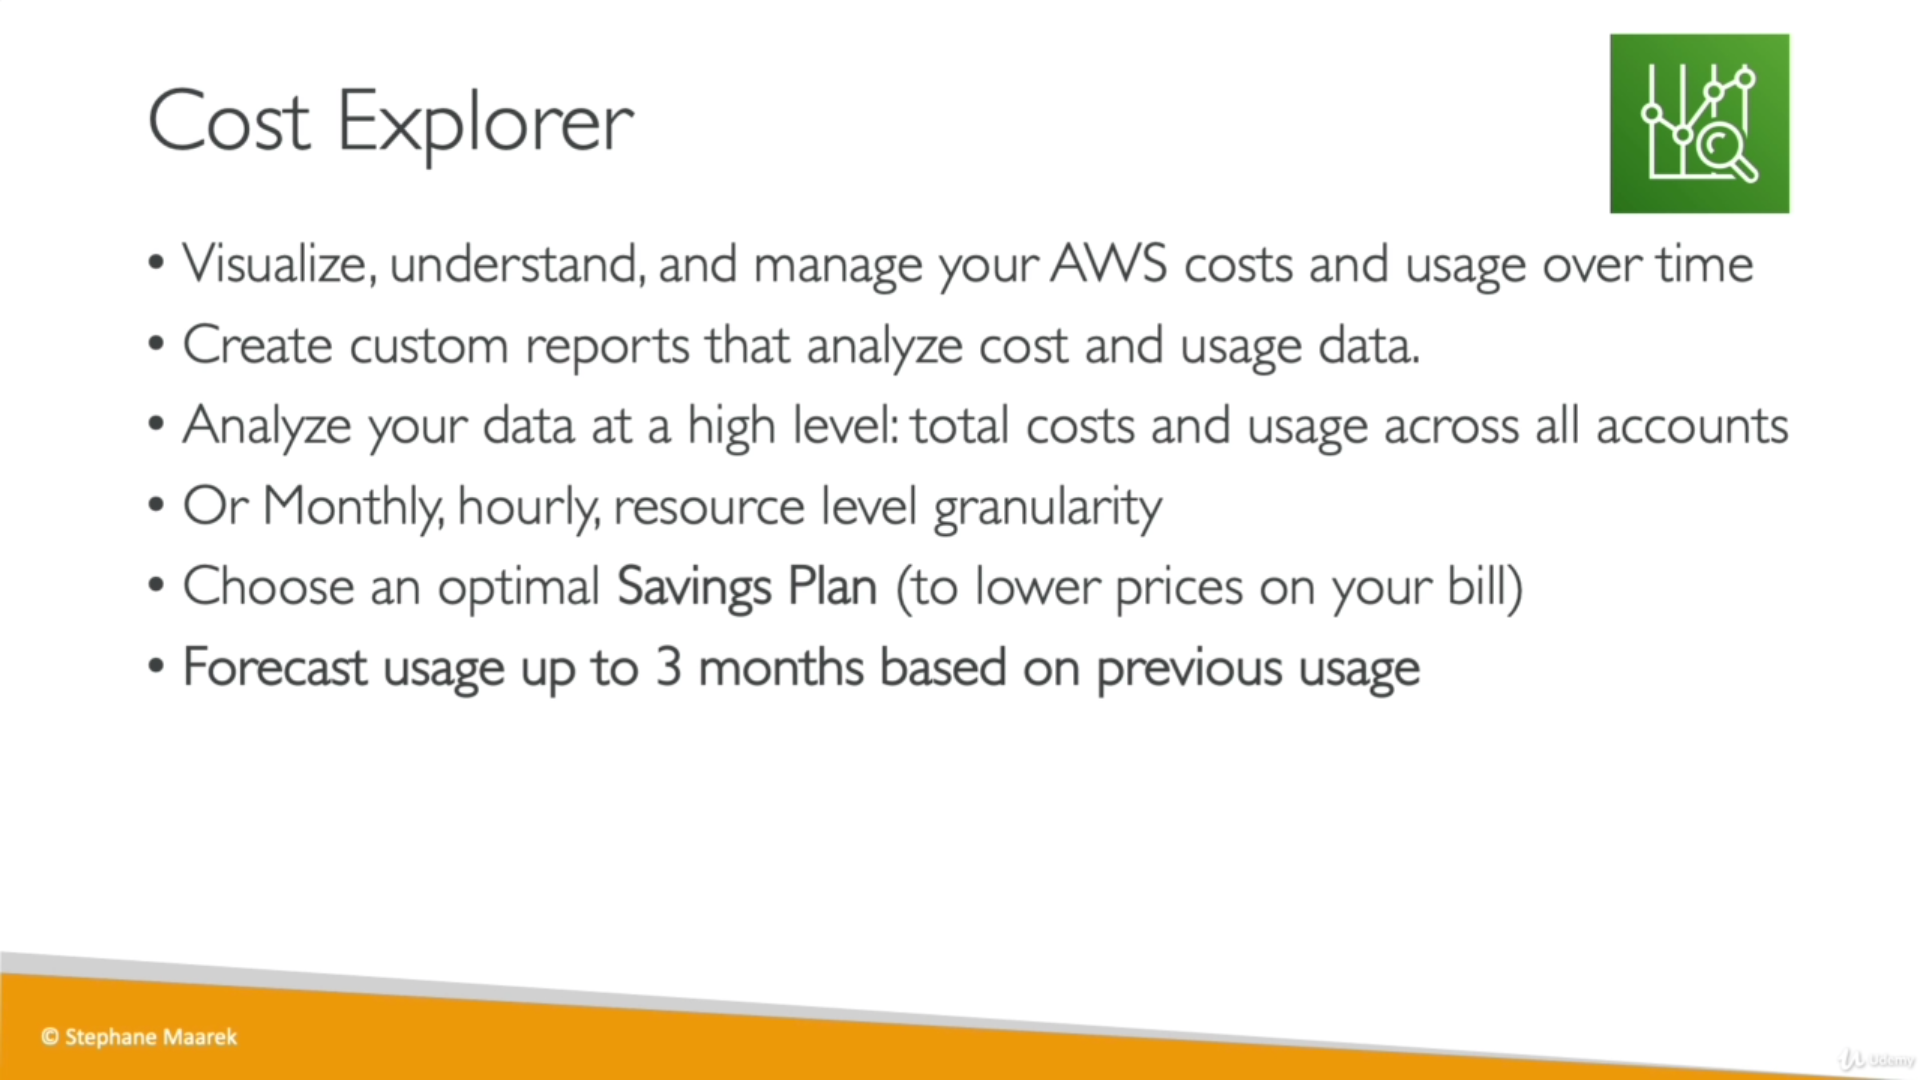 Cost Explorer
• Visualize, understand, and manage your AWS costs and usage over time
• Create custom reports that analyze cost and usage data.
• Analyze your data at a high level: total costs and usage across all accounts
• Or Monthly, hourly, resource level granularity
• Choose an optimal Savings Plan (to lower prices on your bill)
• Forecast usage up to 3 months based on previous usage
© Stephane Maarek
Udemy